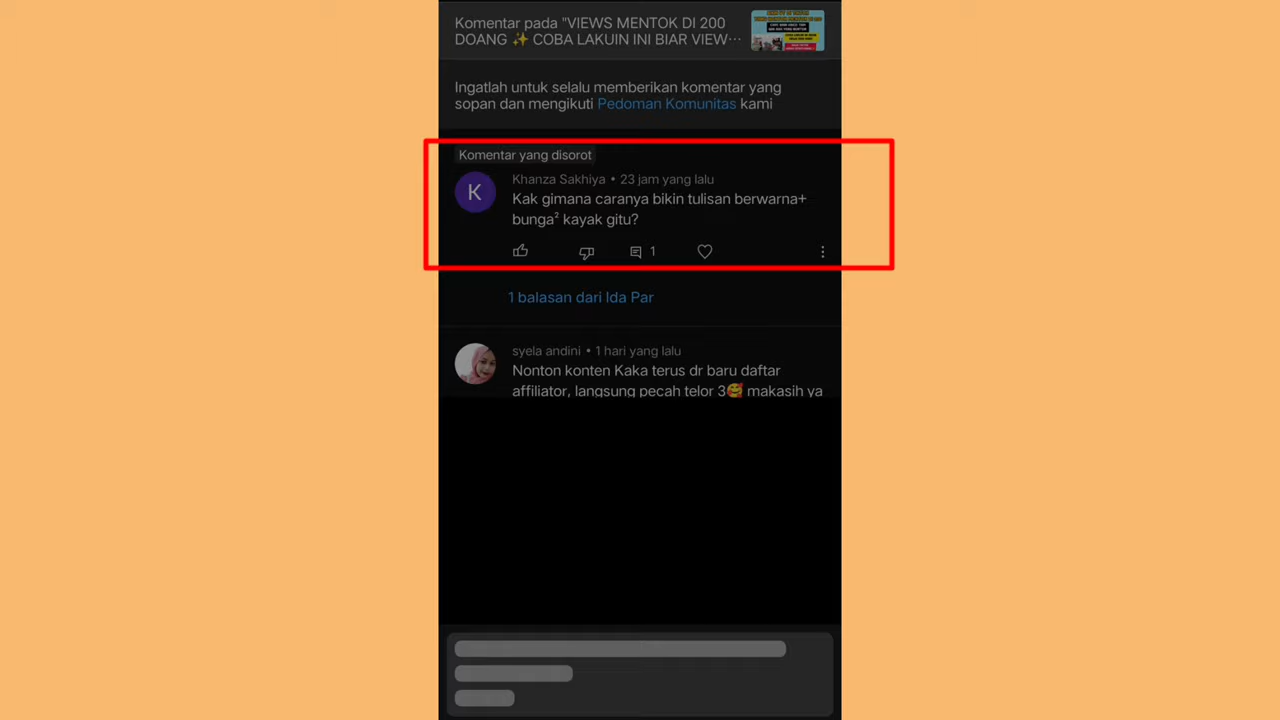 Komentar pada "VIEWS MENTOK DI 200
DOANG ✨ COBA LAKUIN INI BIAR VIEW...
Ingatlah untuk selalu memberikan komentar yang
sopan dan mengikuti Pedoman Komunitas kami
Komentar yang disorot
Khanza Sakhiya • 23 jam yang lalu
K
Kak gimana caranya bikin tulisan berwarna+
bunga² kayak gitu?
1
1 balasan dari Ida Par
syela andini • 1 hari yang lalu
Nonton konten Kaka terus dr baru daftar
affiliator, langsung pecah telor 3🥰 makasih ya